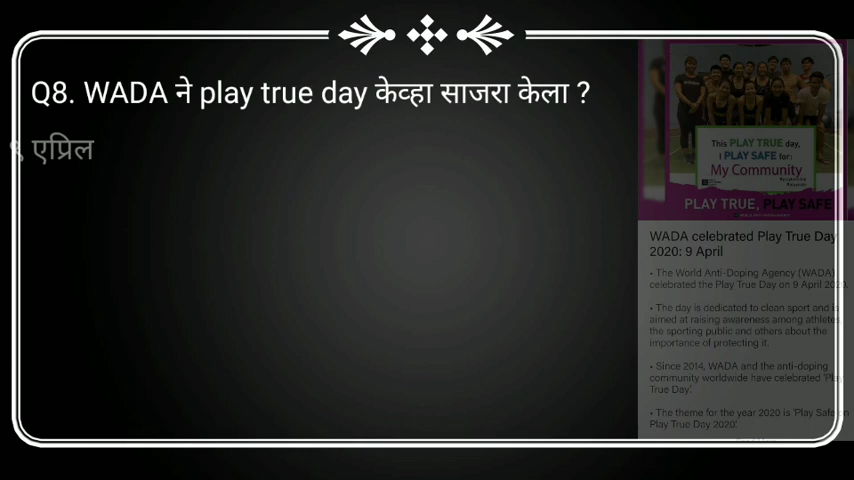 Q8. WADA ने play true day केव्हा साजरा केला ?
९ एप्रिल
This PLAY TRUE day,
I PLAY SAFE for:
My Community
PLAY TRUE, PLAY SAFE
WADA celebrated Play True Day
2020: 9 April
• The World Anti-Doping Agency (WADA)
celebrated the Play True Day on 9 April 2020.
• The day is dedicated to clean sport and is
aimed at raising awareness among athletes,
the sporting public and others about the
importance of protecting it.
• Since 2014, WADA and the anti-doping
community worldwide have celebrated 'Play
True Day'.
• The theme for the year 2020 is 'Play Safe on
Play True Day 2020'.